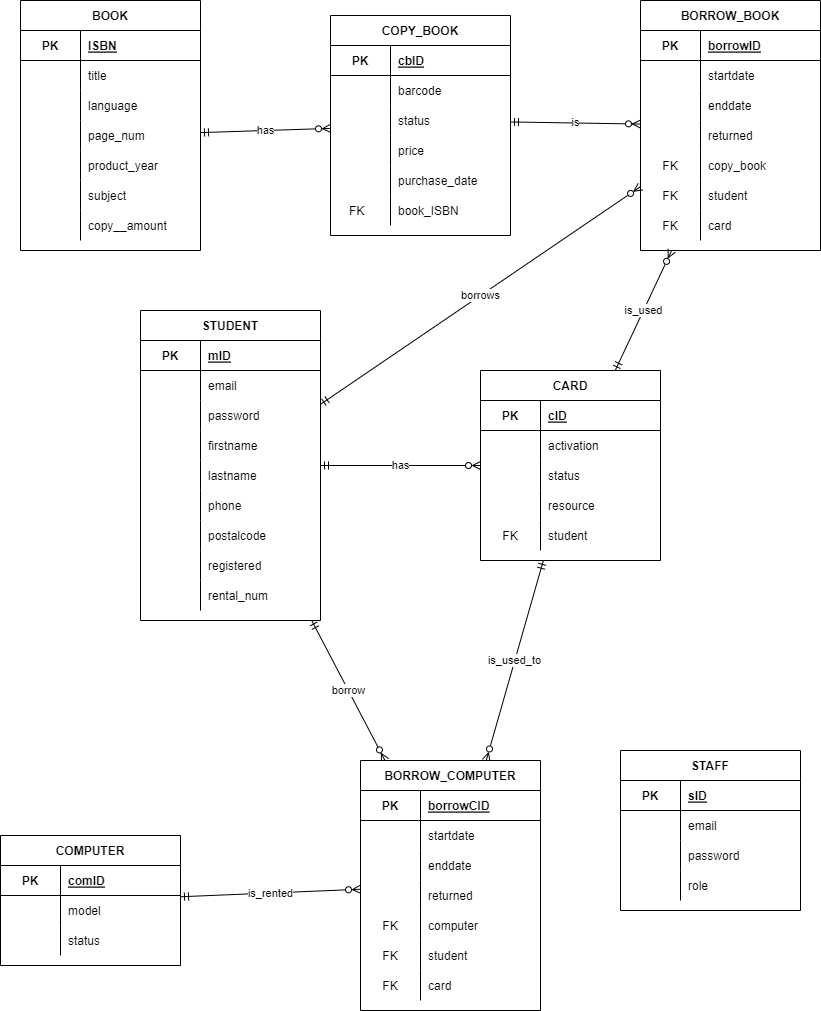 BOOK
PK ISBN
title
language
page_num
product_year
subject
copy__amount
has
COPY_BOOK
PK cbID
barcode
status
price
purchase_date
FK book_ISBN
is
BORROW_BOOK
PK borrowID
startdate
enddate
returned
FK copy_book
FK student
FK card
borrows
is_used
STUDENT
PK mID
email
password
firstname
lastname
phone
postalcode
registered
rental_num
has
CARD
PK cID
activation
status
resource
FK student
borrow
is_used_to
BORROW_COMPUTER
PK borrowCID
startdate
enddate
returned
FK computer
FK student
FK card
COMPUTER
PK comID
model
status
is_rented
STAFF
PK sID
email
password
role